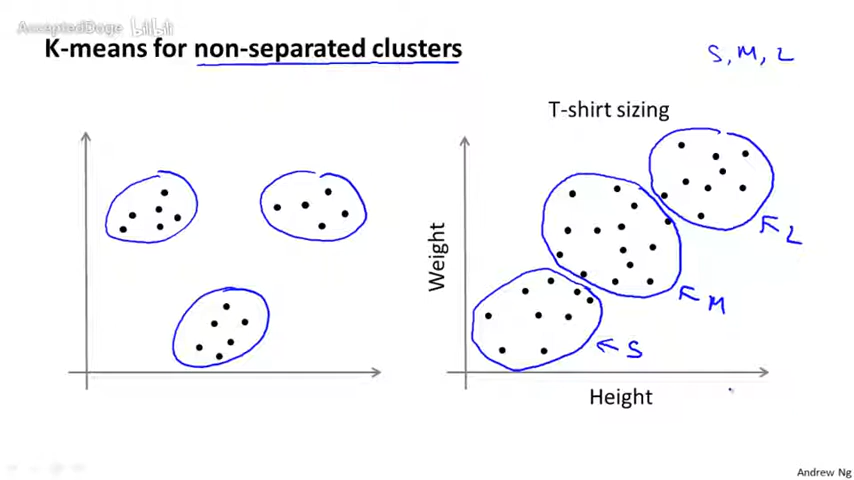 AcceptedDoge bilibili
K-means for non-separated clusters
S, M, L
T-shirt sizing
Weight
L
M
S
Height
Andrew Ng